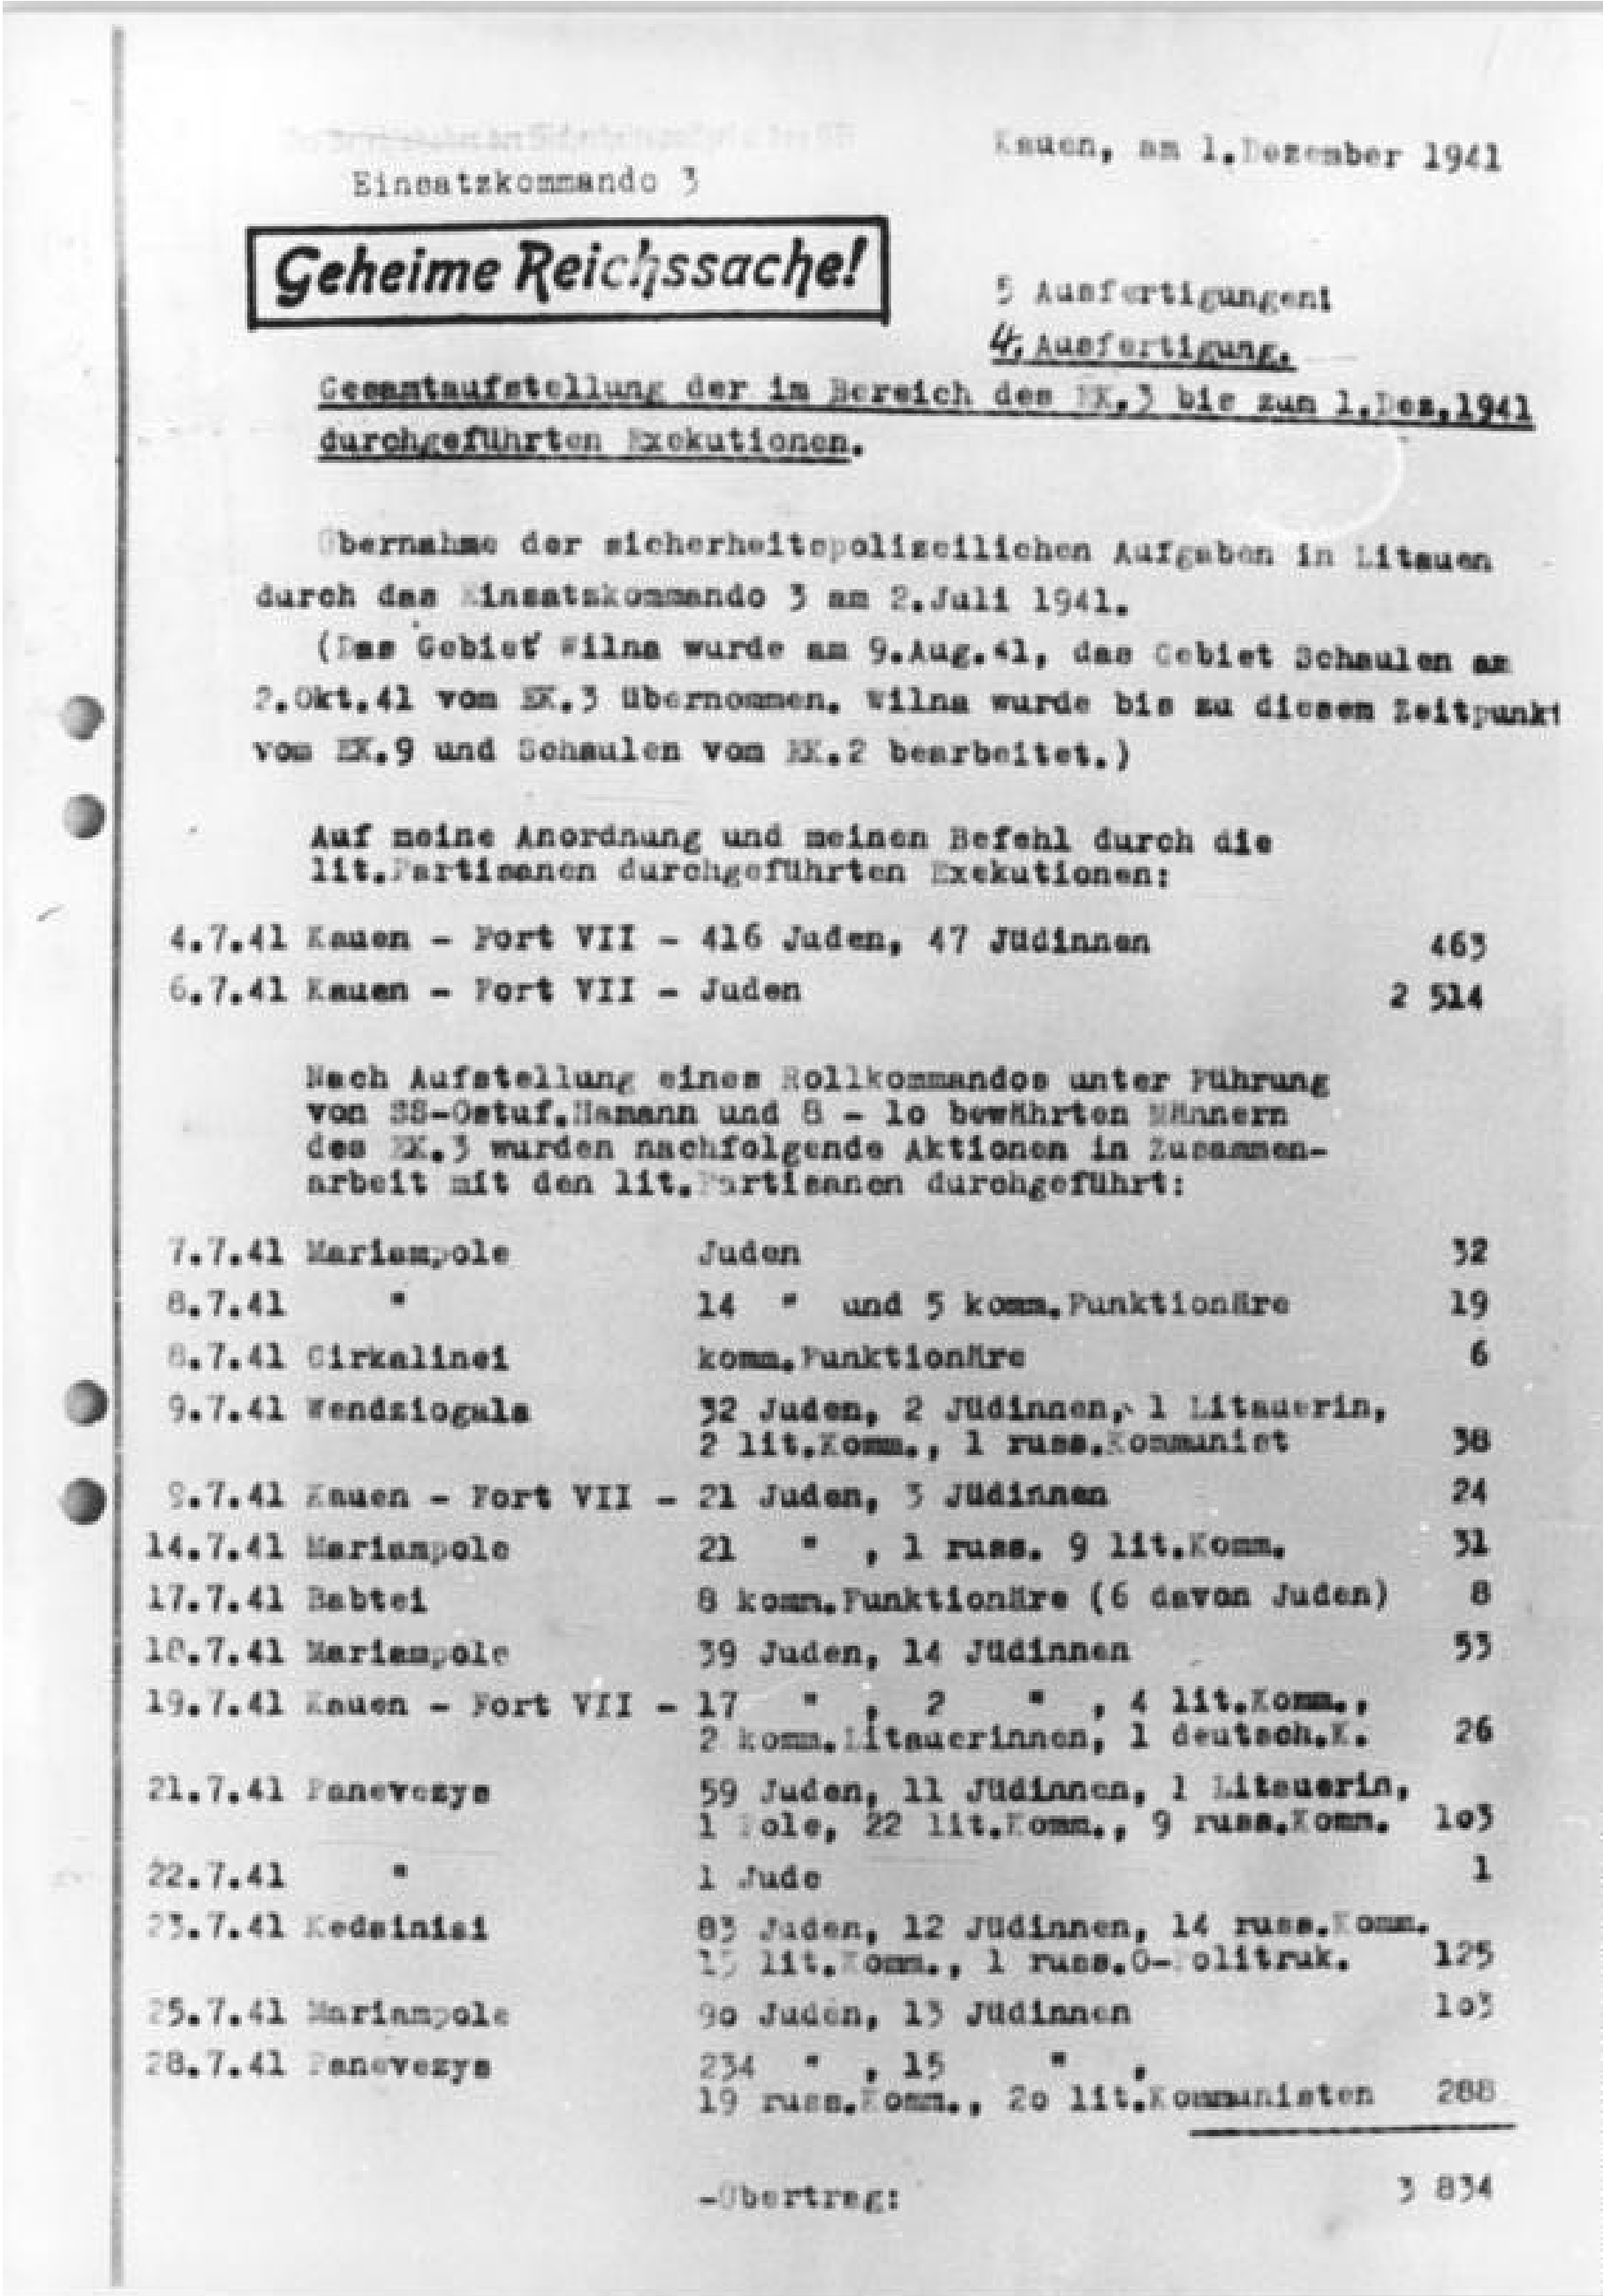 Einsatzkommando 3
Kauen, am 1.Dezember 1941
Geheime Reichssache!
5 Ausfertigungen:
4. Ausfertigung.
Gesamtaufstellung der im Bereich des EK.3 bis zum 1.Dez.1941
durchgeführten Exekutionen.
Übernahme der sicherheitspolizeilichen Aufgaben in Litauen
durch das Einsatzkommando 3 am 2.Juli 1941.
(Das Gebiet Wilna wurde am 9.Aug.41, das Gebiet Schaulen am
2.Okt.41 vom EK.3 übernommen. Wilna wurde bis zu diesem Zeitpunkt
vom EK.9 und Schaulen vom EK.2 bearbeitet.)
Auf meine Anordnung und meinen Befehl durch die
lit.Partisanen durchgeführten Exekutionen:
4.7.41 Kauen - Fort VII - 416 Juden, 47 Jüdinnen 463
6.7.41 Kauen - Fort VII - Juden 2 514
Nach Aufstellung eines Rollkommandos unter Führung
von SS-Ostuf.Hamann und 8 - 1o bewährten Männern
des EK.3 wurden nachfolgende Aktionen in Zusammen-
arbeit mit den lit.Partisanen durchgeführt:
7.7.41 Mariampole Juden 32
8.7.41 " 14 " und 5 komm.Funktionäre 19
8.7.41 Girkalinei komm.Funktionäre 6
9.7.41 Wendziogala 32 Juden, 2 Jüdinnen, 1 Litauerin,
2 lit.Komm., 1 russ.Kommunist 38
9.7.41 Kauen - Fort VII - 21 Juden, 3 Jüdinnen 24
14.7.41 Mariampole 21 " , 1 russ. 9 lit.Komm. 31
17.7.41 Babtei 8 komm.Funktionäre (6 davon Juden) 8
18.7.41 Mariampole 39 Juden, 14 Jüdinnen 53
19.7.41 Kauen - Fort VII - 17 " , 2 " , 4 lit.Komm.,
2 komm.Litauerinnen, 1 deutsch.K. 26
21.7.41 Panevezys 59 Juden, 11 Jüdinnen, 1 Litauerin,
1 Pole, 22 lit.Komm., 9 russ.Komm. 1o3
22.7.41 " 1 Jude 1
23.7.41 Kedsiniai 83 Juden, 12 Jüdinnen, 14 russ.Komm.
15 lit.Komm., 1 russ.O-Politruk. 125
25.7.41 Mariampole 9o Juden, 13 Jüdinnen 1o3
28.7.41 Panevezys 234 " , 15 " ,
19 russ.Komm., 2o lit.Kommunisten 288
-Übertrag: 3 834